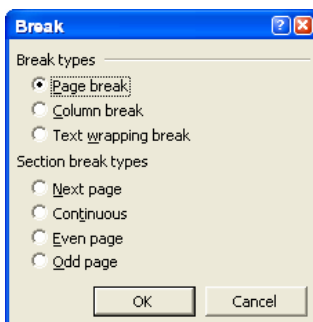 Break
Break types
Page break
Column break
Text wrapping break
Section break types
Next page
Continuous
Even page
Odd page
OK Cancel